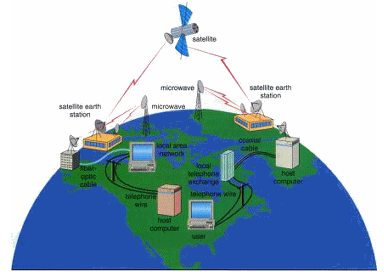 satellite
microwave
satellite earth
station
satellite earth
station
microwave
local area
network
coaxial
cable
fiber-
optic
cable
local
telephone
exchange
host
computer
telephone
wire
telephone wire
host
computer
user